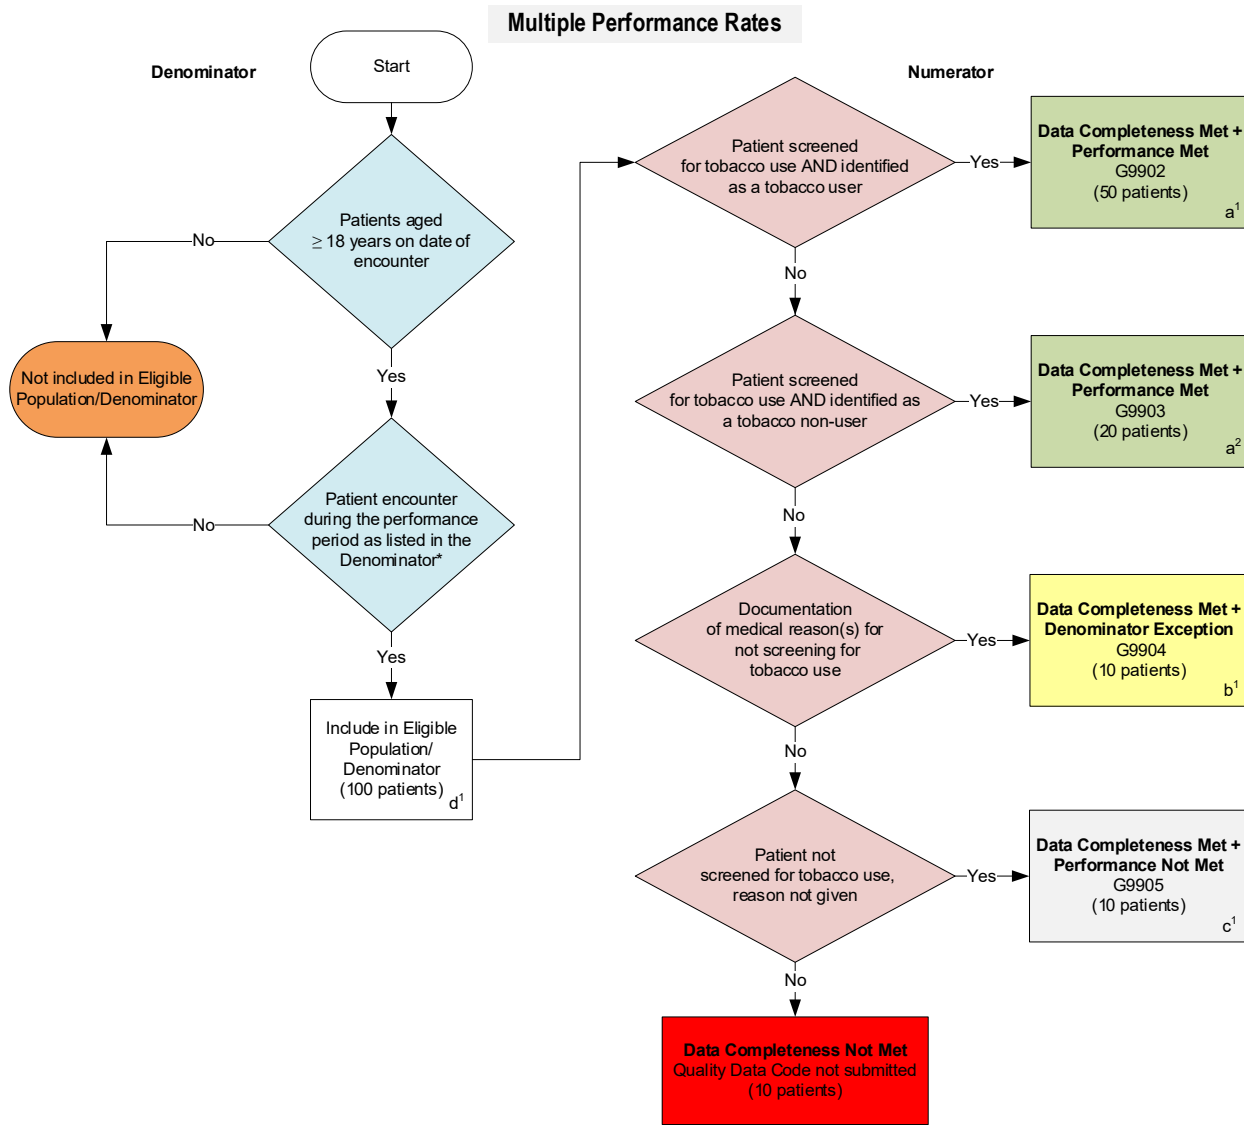 Multiple Performance Rates
Denominator
Start
Patients aged
≥ 18 years on date of
encounter
No
Yes
Not included in Eligible
Population/Denominator
Patient encounter
during the performance
period as listed in the
Denominator*
No
Yes
Include in Eligible
Population/
Denominator
(100 patients)
d¹
Numerator
Patient screened
for tobacco use AND identified
as a tobacco user
Yes
Data Completeness Met +
Performance Met
G9902
(50 patients)
a¹
No
Patient screened
for tobacco use AND identified as
a tobacco non-user
Yes
Data Completeness Met +
Performance Met
G9903
(20 patients)
a²
No
Documentation
of medical reason(s) for
not screening for
tobacco use
Yes
Data Completeness Met +
Denominator Exception
G9904
(10 patients)
b¹
No
Patient not
screened for tobacco use,
reason not given
Yes
Data Completeness Met +
Performance Not Met
G9905
(10 patients)
c¹
No
Data Completeness Not Met
Quality Data Code not submitted
(10 patients)